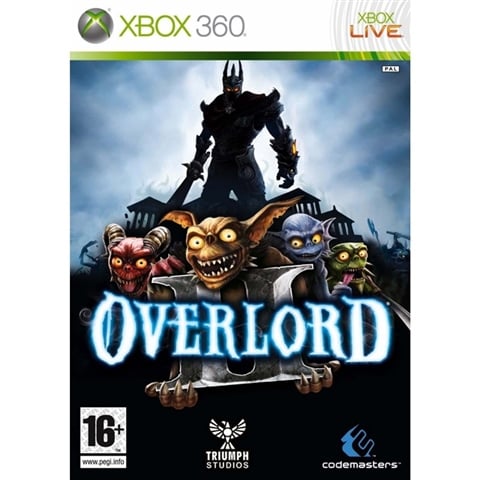 XBOX 360
XBOX
LIVE
PAL
II
OVERLORD
16+
www.pegi.info
TRIUMPH
STUDIOS
codemasters